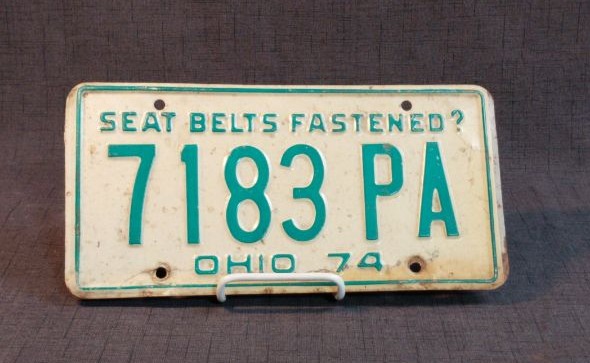 SEAT BELTS FASTENED?
7183 PA
OHIO 74